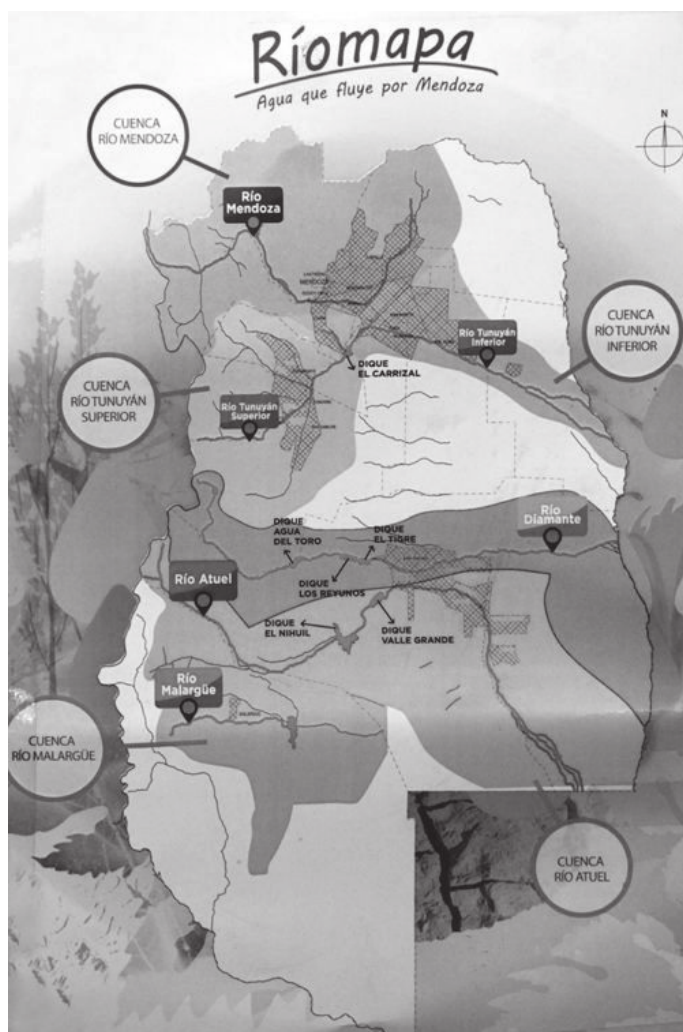 Ríomapa
Agua que fluye por Mendoza
CUENCA
RÍO MENDOZA
N
Río
Mendoza
MENDOZA
Río Tunuyán
Inferior
CUENCA
RÍO TUNUYÁN
INFERIOR
DIQUE
EL CARRIZAL
CUENCA
RÍO TUNUYÁN
SUPERIOR
Río Tunuyán
Superior
DIQUE
AGUA
DEL TORO
DIQUE
EL TIGRE
Río
Diamante
DIQUE
LOS REYUNOS
Río Atuel
DIQUE
EL NIHUIL
DIQUE
VALLE GRANDE
Río
Malargüe
MALARGÜE
CUENCA
RÍO MALARGÜE
CUENCA
RÍO ATUEL